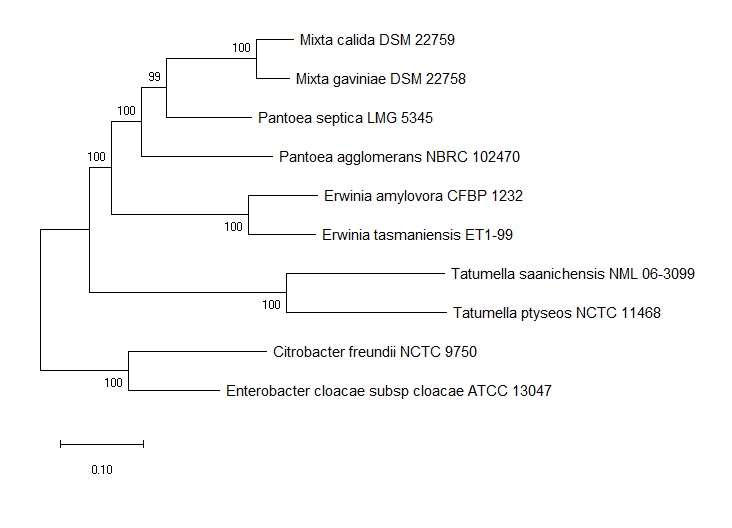 100
Mixta calida DSM 22759
99
Mixta gaviniae DSM 22758
100
Pantoea septica LMG 5345
100
Pantoea agglomerans NBRC 102470
Erwinia amylovora CFBP 1232
100
Erwinia tasmaniensis ET1-99
Tatumella saanichensis NML 06-3099
100
Tatumella ptyseos NCTC 11468
Citrobacter freundii NCTC 9750
100
Enterobacter cloacae subsp cloacae ATCC 13047
0.10